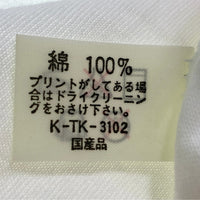 綿 100%
プリントがしてある場
合はドライクリーニン
グをおさけ下さい。
K-TK-3102
国産品